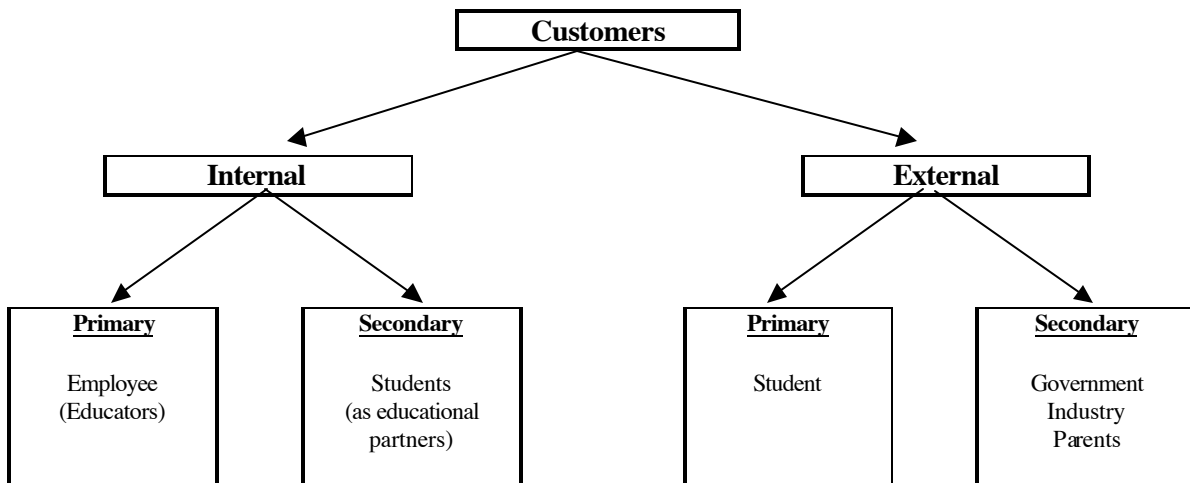 Customers
Internal
External
Primary
Employee
(Educators)
Secondary
Students
(as educational
partners)
Primary
Student
Secondary
Government
Industry
Parents